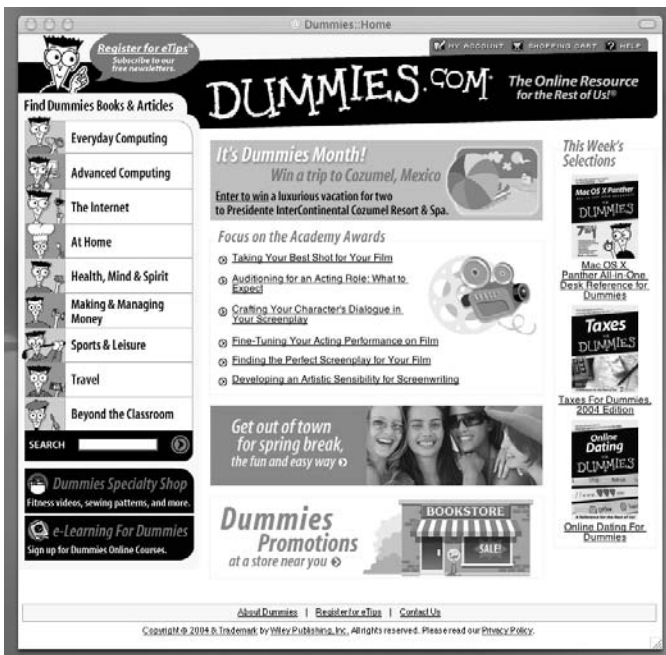 Dummies::Home
Register for eTips
Subscribe to our
free newsletters.
MY ACCOUNT SHOPPING CART ? HELP
DUMMIES.COM
The Online Resource
for the Rest of Us!®
Find Dummies Books & Articles
Everyday Computing
Advanced Computing
The Internet
At Home
Health, Mind & Spirit
Making & Managing
Money
Sports & Leisure
Travel
Beyond the Classroom
SEARCH
Dummies Specialty Shop
Fitness videos, sewing patterns, and more.
e-Learning For Dummies
Sign up for Dummies Online Courses.
It's Dummies Month!
Win a trip to Cozumel, Mexico
Enter to win a luxurious vacation for two
to Presidente InterContinental Cozumel Resort & Spa.
Focus on the Academy Awards
Taking Your Best Shot for Your Film
Auditioning for an Acting Role: What to
Expect
Crafting Your Character's Dialogue in
Your Screenplay
Fine-Tuning Your Acting Performance on Film
Finding the Perfect Screenplay for Your Film
Developing an Artistic Sensibility for Screenwriting
Get out of town
for spring break,
the fun and easy way
Dummies
Promotions
at a store near you
BOOKSTORE
SALE!
This Week's
Selections
Mac OS X Panther
DUMMIES
Mac OS X
Panther All-in-One
Desk Reference for
Dummies
Taxes
DUMMIES
Taxes For Dummies,
2004 Edition
Online
Dating
DUMMIES
Online Dating For
Dummies
About Dummies | Register for eTips | Contact Us
Copyright © 2004 & Trademark by Wiley Publishing, Inc. All rights reserved. Please read our Privacy Policy.